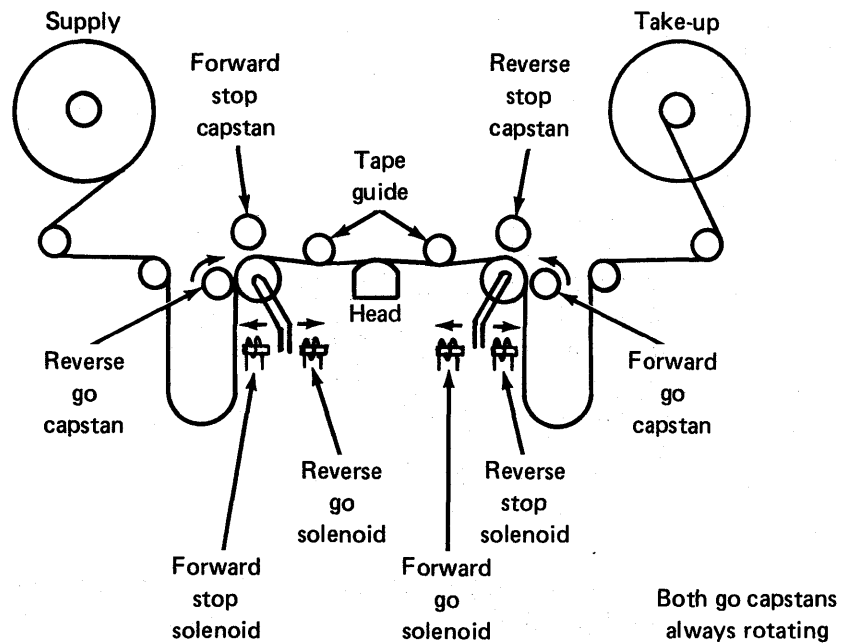 Supply
Take-up
Forward
stop
capstan
Reverse
stop
capstan
Tape
guide
Head
Reverse
go
capstan
Forward
go
capstan
Reverse
go
solenoid
Reverse
stop
solenoid
Forward
stop
solenoid
Forward
go
solenoid
Both go capstans
always rotating